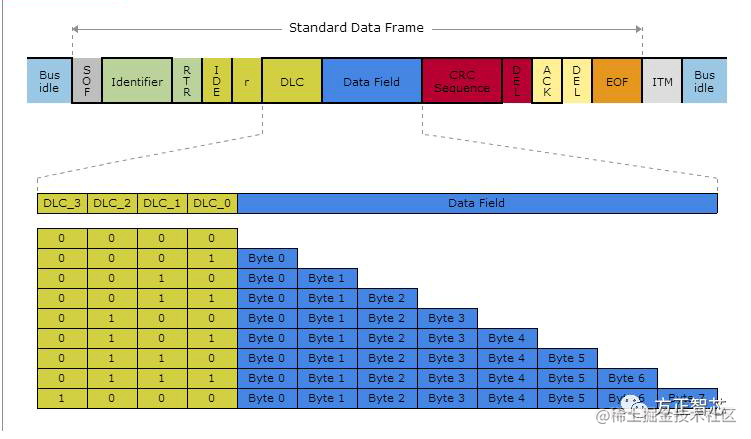 Standard Data Frame
Bus idle SOF Identifier RTR IDE r DLC Data Field CRC Sequence DEL ACK DEL EOF ITM Bus idle
DLC_3 DLC_2 DLC_1 DLC_0 Data Field
0 0 0 0
0 0 0 1 Byte 0
0 0 1 0 Byte 0 Byte 1
0 0 1 1 Byte 0 Byte 1 Byte 2
0 1 0 0 Byte 0 Byte 1 Byte 2 Byte 3
0 1 0 1 Byte 0 Byte 1 Byte 2 Byte 3 Byte 4
0 1 1 0 Byte 0 Byte 1 Byte 2 Byte 3 Byte 4 Byte 5
0 1 1 1 Byte 0 Byte 1 Byte 2 Byte 3 Byte 4 Byte 5 Byte 6
1 0 0 0 Byte 0 Byte 1 Byte 2 Byte 3 Byte 4 Byte 5
方正智芯
@稀土掘金技术社区